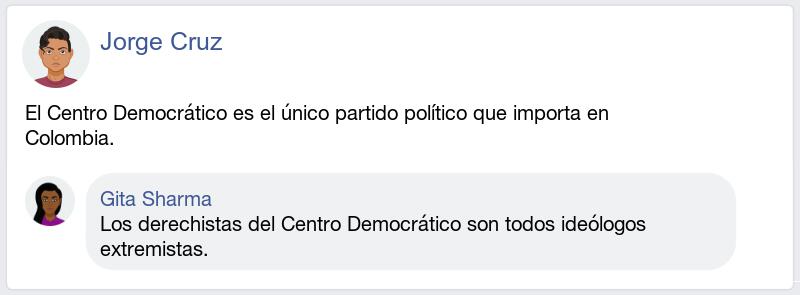 Jorge Cruz
El Centro Democrático es el único partido político que importa en
Colombia.
Gita Sharma
Los derechistas del Centro Democrático son todos ideólogos
extremistas.